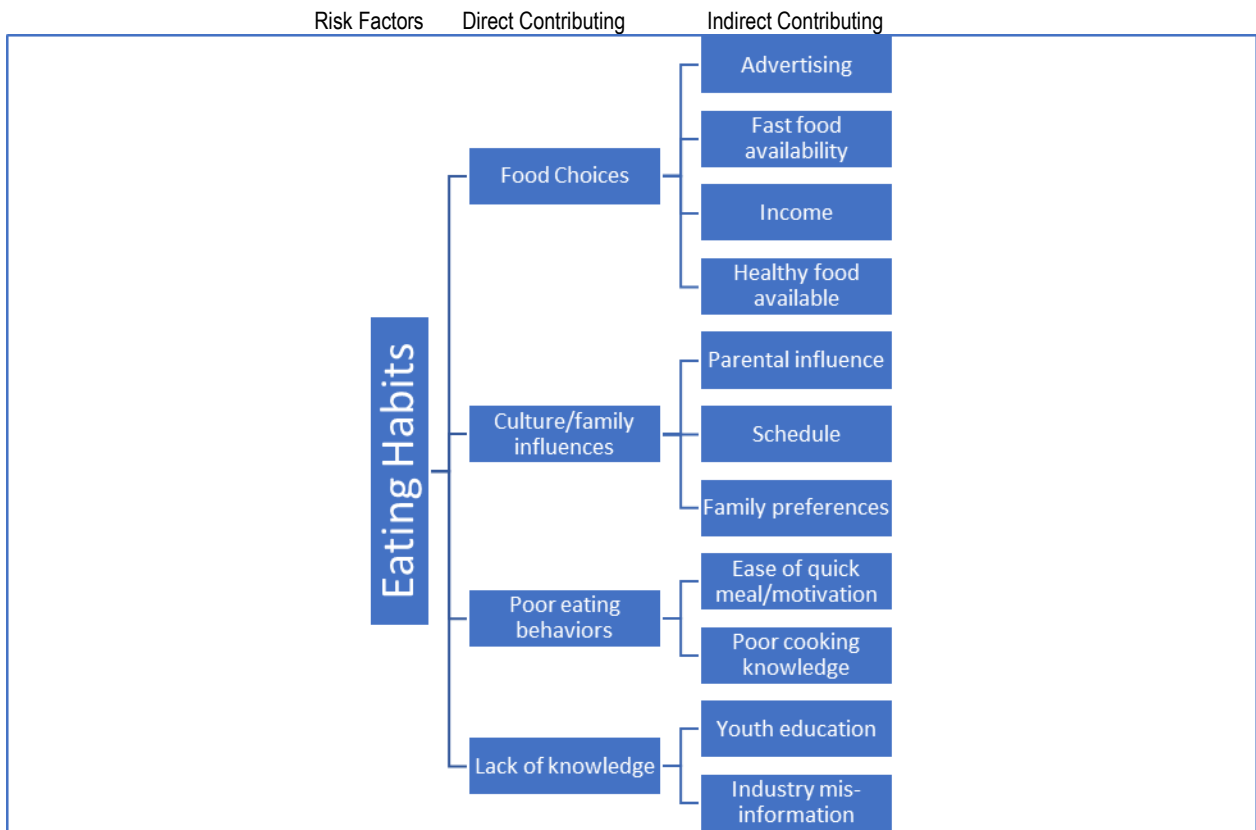 Risk Factors Direct Contributing Indirect Contributing
Advertising
Fast food
availability
Food Choices
Income
Healthy food
available
Eating Habits
Parental influence
Culture/family
influences
Schedule
Family preferences
Ease of quick
meal/motivation
Poor eating
behaviors
Poor cooking
knowledge
Youth education
Lack of knowledge
Industry mis-
information